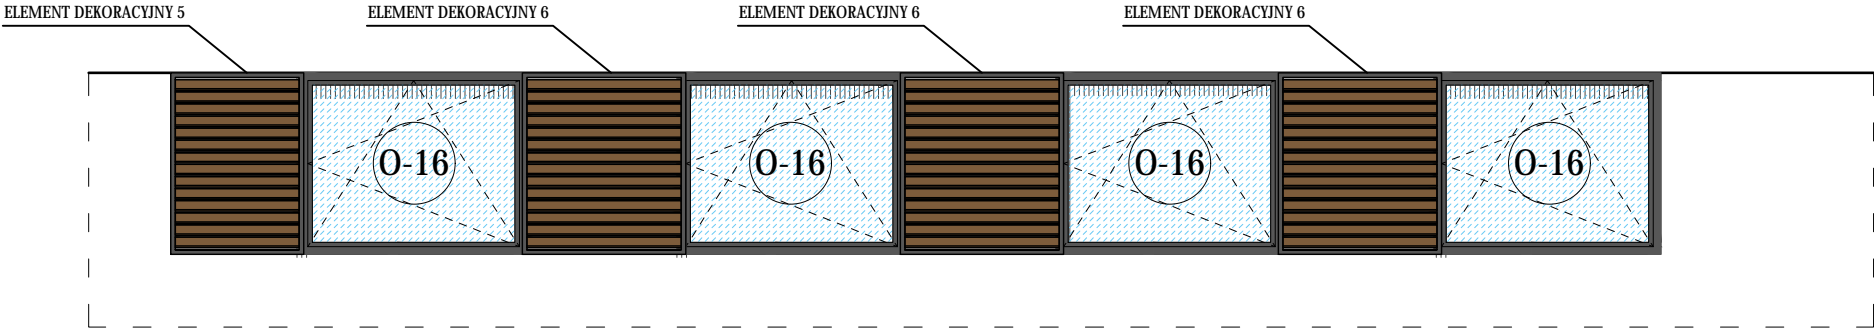 ELEMENT DEKORACYJNY 5
ELEMENT DEKORACYJNY 6
ELEMENT DEKORACYJNY 6
ELEMENT DEKORACYJNY 6
O-16
O-16
O-16
O-16